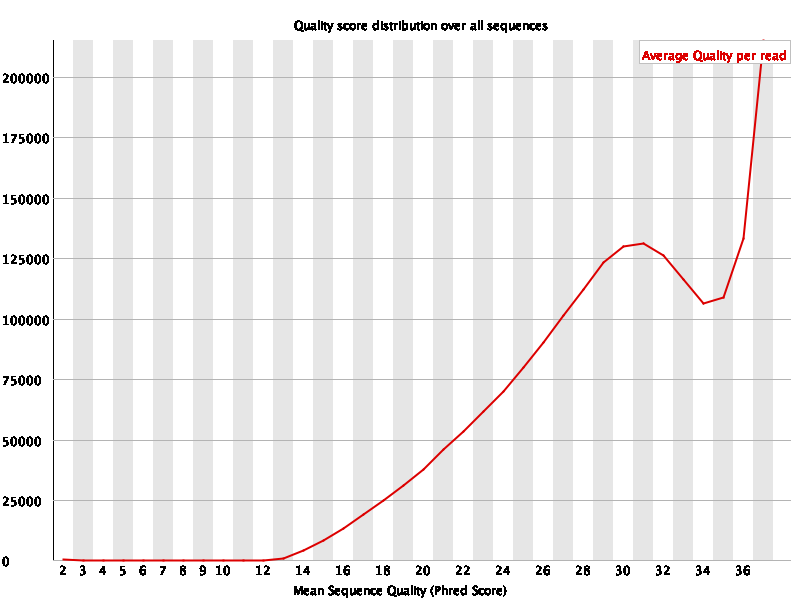 Quality score distribution over all sequences
Average Quality per read
200000
175000
150000
125000
100000
75000
50000
25000
0
2 3 4 5 6 7 8 9 10 12 14 16 18 20 22 24 26 28 30 32 34 36
Mean Sequence Quality (Phred Score)